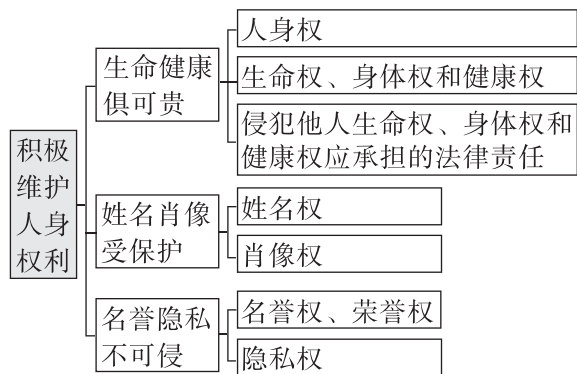 积极
维护
人身
权利
生命健康
俱可贵
人身权
生命权、身体权和健康权
侵犯他人生命权、身体权和
健康权应承担的法律责任
姓名肖像
受保护
姓名权
肖像权
名誉隐私
不可侵
名誉权、荣誉权
隐私权